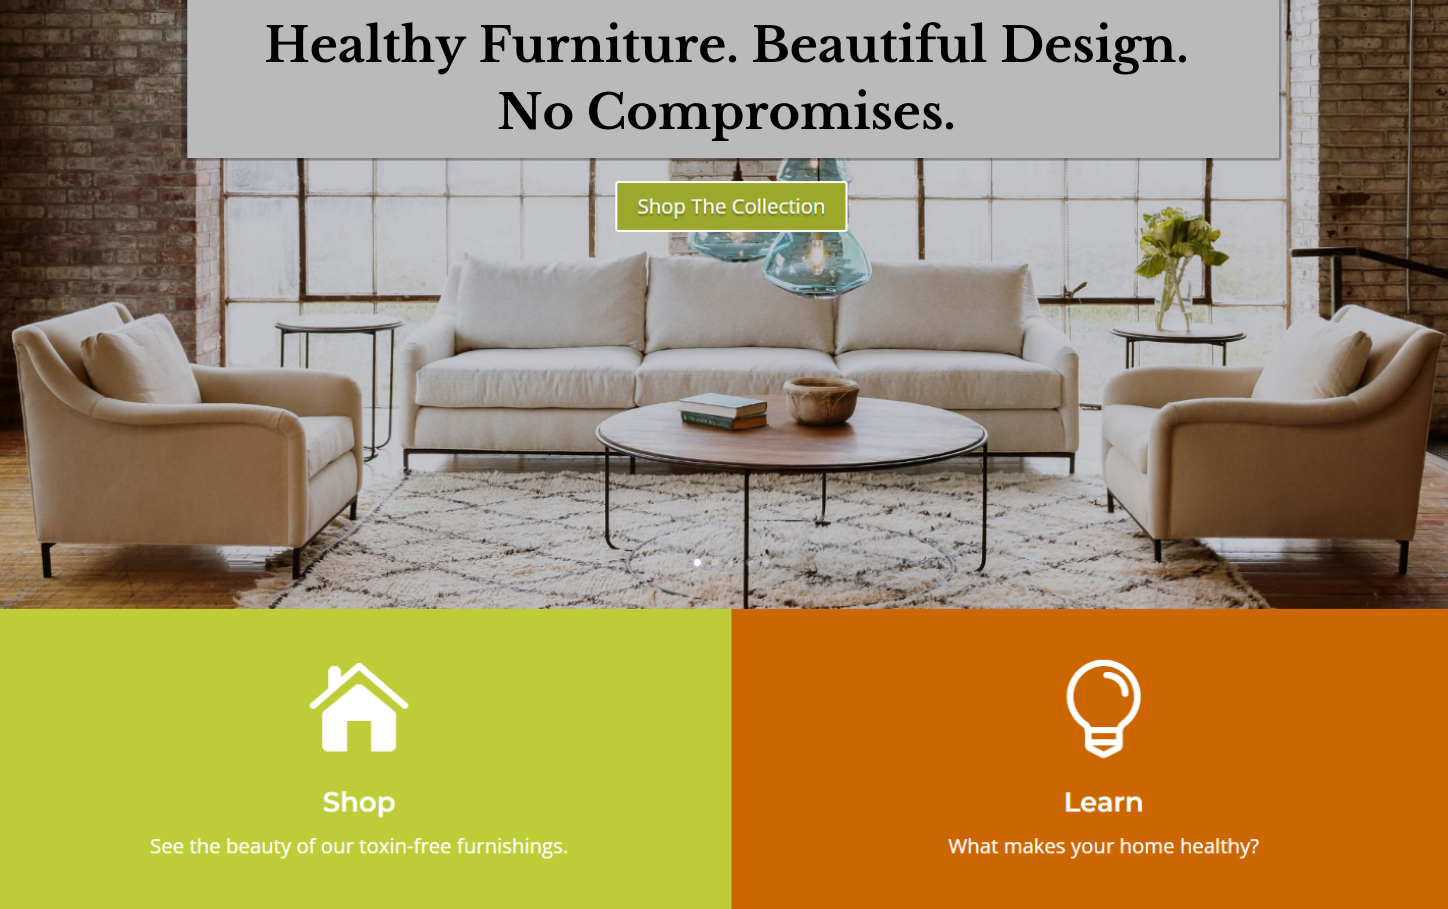 Healthy Furniture. Beautiful Design.
No Compromises.
Shop The Collection
Shop
See the beauty of our toxin-free furnishings.
Learn
What makes your home healthy?